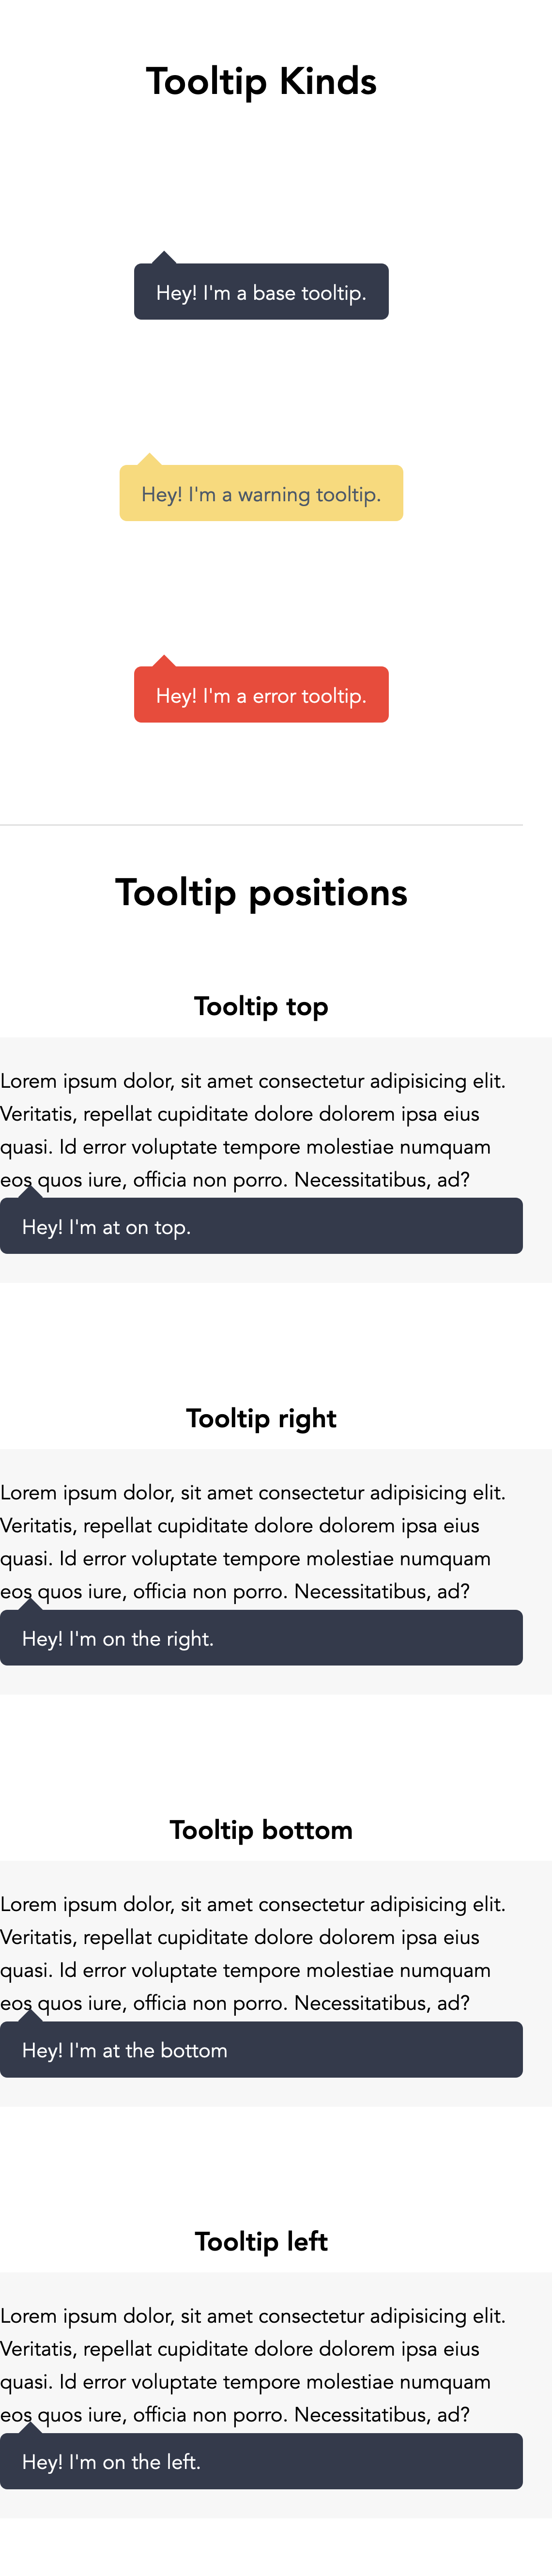 Tooltip Kinds
Hey! I'm a base tooltip.
Hey! I'm a warning tooltip.
Hey! I'm a error tooltip.
Tooltip positions
Tooltip top
Lorem ipsum dolor, sit amet consectetur adipisicing elit.
Veritatis, repellat cupiditate dolore dolorem ipsa eius
quasi. Id error voluptate tempore molestiae numquam
eos quos iure, officia non porro. Necessitatibus, ad?
Hey! I'm at on top.
Tooltip right
Lorem ipsum dolor, sit amet consectetur adipisicing elit.
Veritatis, repellat cupiditate dolore dolorem ipsa eius
quasi. Id error voluptate tempore molestiae numquam
eos quos iure, officia non porro. Necessitatibus, ad?
Hey! I'm on the right.
Tooltip bottom
Lorem ipsum dolor, sit amet consectetur adipisicing elit.
Veritatis, repellat cupiditate dolore dolorem ipsa eius
quasi. Id error voluptate tempore molestiae numquam
eos quos iure, officia non porro. Necessitatibus, ad?
Hey! I'm at the bottom
Tooltip left
Lorem ipsum dolor, sit amet consectetur adipisicing elit.
Veritatis, repellat cupiditate dolore dolorem ipsa eius
quasi. Id error voluptate tempore molestiae numquam
eos quos iure, officia non porro. Necessitatibus, ad?
Hey! I'm on the left.